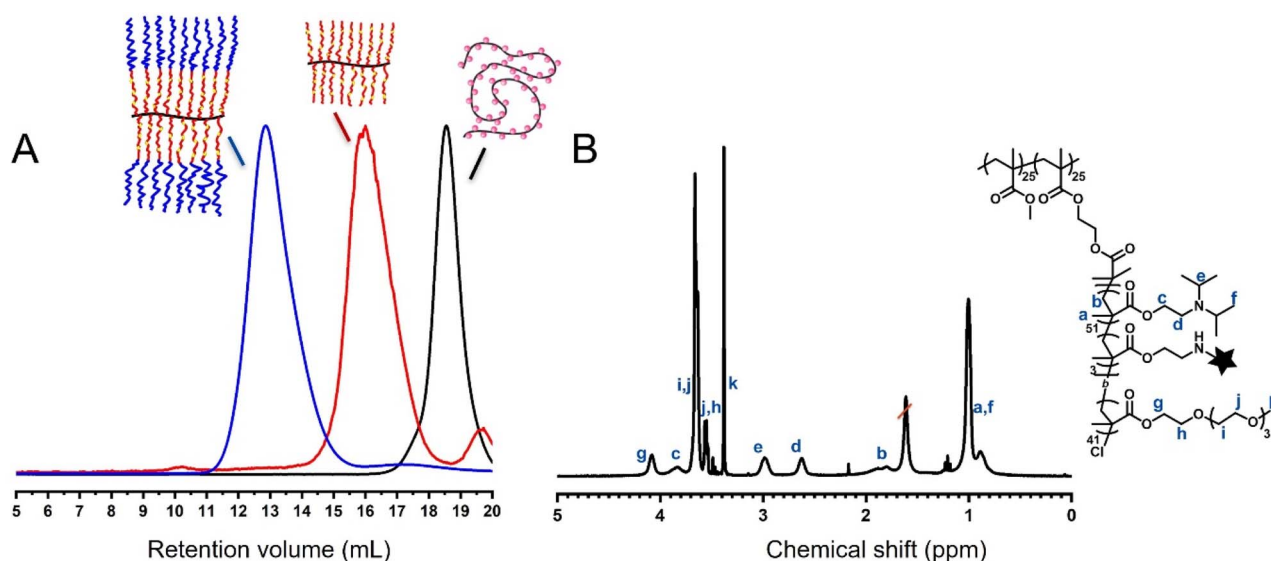 A
5 6 7 8 9 10 11 12 13 14 15 16 17 18 19 20
Retention volume (mL)
B
i,j
j,h
k
a,f
g
c
e
d
b
5 4 3 2 1 0
Chemical shift (ppm)
25 25
O O O O
O O
e
b O c N f
a O d
51
O H
O N
3
b
O g O j
O h i O 3
41
Cl